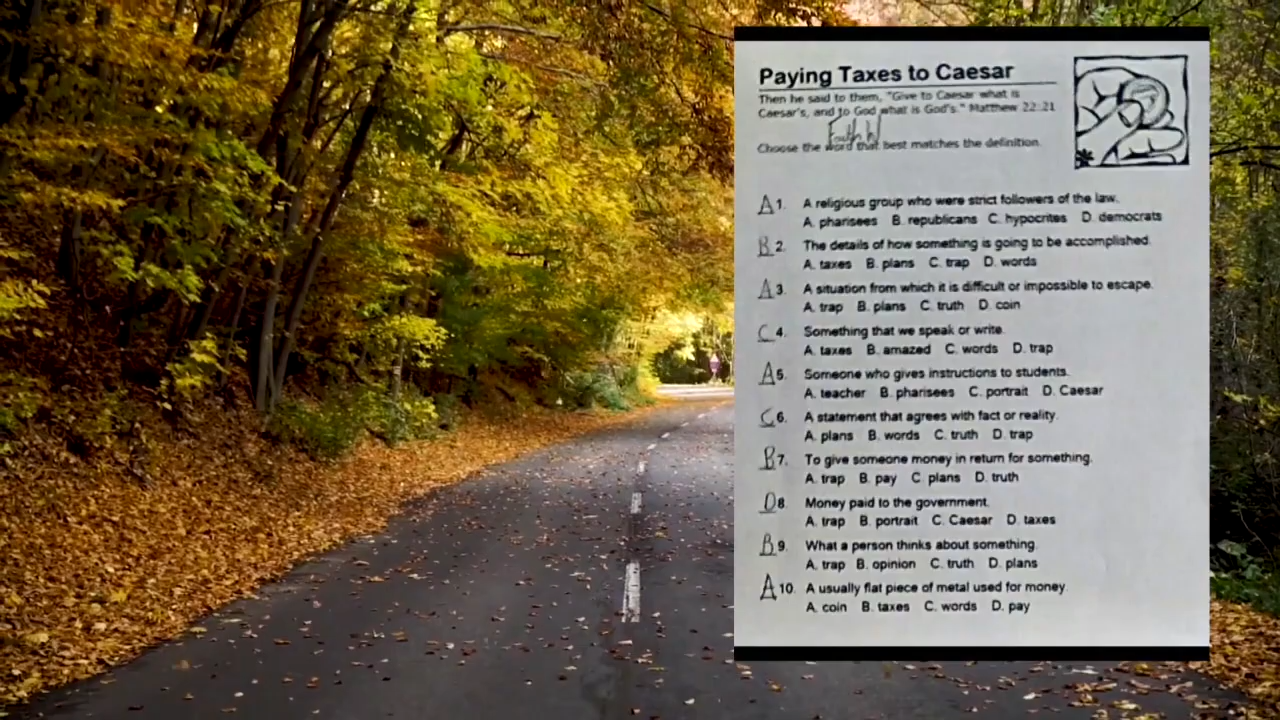 Paying Taxes to Caesar
Then he said to them, "Give to Caesar what is
Caesar's, and to God what is God's." Matthew 22:21
Faith W
Choose the word that best matches the definition.
A 1. A religious group who were strict followers of the law.
A. pharisees B. republicans C. hypocrites D. democrats
B 2. The details of how something is going to be accomplished.
A. taxes B. plans C. trap D. words
A 3. A situation from which it is difficult or impossible to escape.
A. trap B. plans C. truth D. coin
C 4. Something that we speak or write.
A. taxes B. amazed C. words D. trap
A 5. Someone who gives instructions to students.
A. teacher B. pharisees C. portrait D. Caesar
C 6. A statement that agrees with fact or reality.
A. plans B. words C. truth D. trap
B 7. To give someone money in return for something.
A. trap B. pay C. plans D. truth
D 8. Money paid to the government.
A. trap B. portrait C. Caesar D. taxes
B 9. What a person thinks about something.
A. trap B. opinion C. truth D. plans
A 10. A usually flat piece of metal used for money.
A. coin B. taxes C. words D. pay